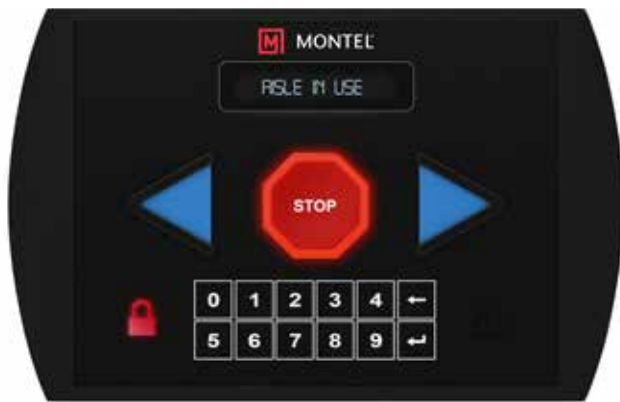 M MONTEL
AISLE IN USE
STOP
0 1 2 3 4 ←
5 6 7 8 9 ↵